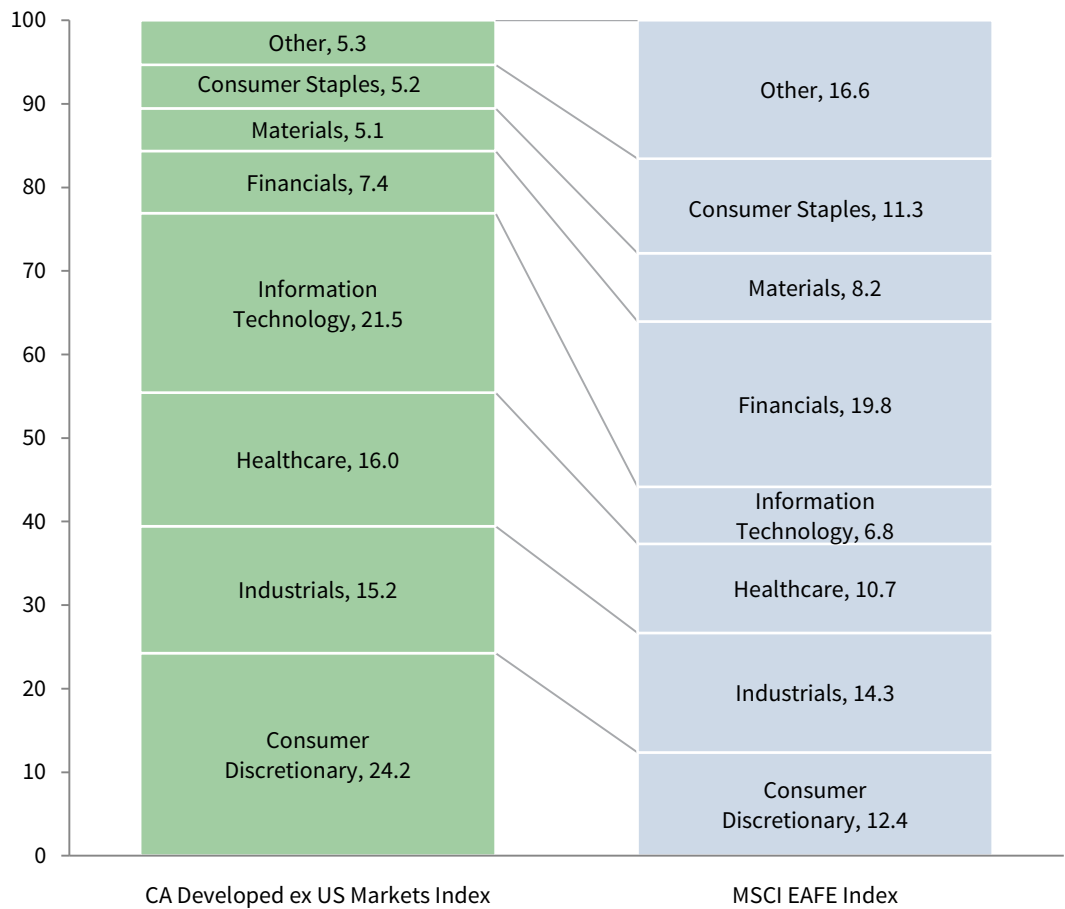 100
90
80
70
60
50
40
30
20
10
0
Other, 5.3
Consumer Staples, 5.2
Materials, 5.1
Financials, 7.4
Information
Technology, 21.5
Healthcare, 16.0
Industrials, 15.2
Consumer
Discretionary, 24.2
Other, 16.6
Consumer Staples, 11.3
Materials, 8.2
Financials, 19.8
Information
Technology, 6.8
Healthcare, 10.7
Industrials, 14.3
Consumer
Discretionary, 12.4
CA Developed ex US Markets Index
MSCI EAFE Index